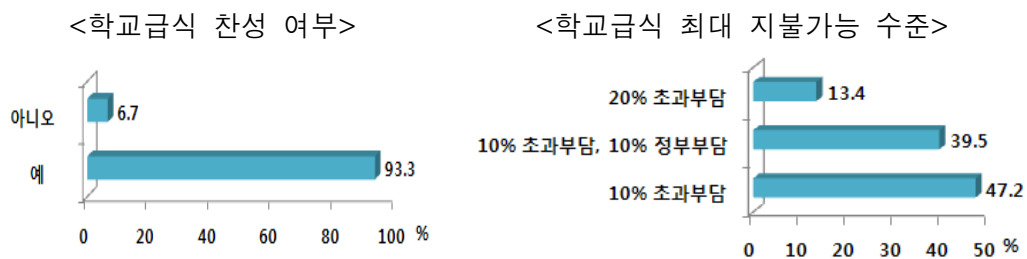 <학교급식 찬성 여부>
아니오
6.7
예
93.3
0 20 40 60 80 100 %
<학교급식 최대 지불가능 수준>
20% 초과부담
13.4
10% 초과부담, 10% 정부부담
39.5
10% 초과부담
47.2
0 10 20 30 40 50 %